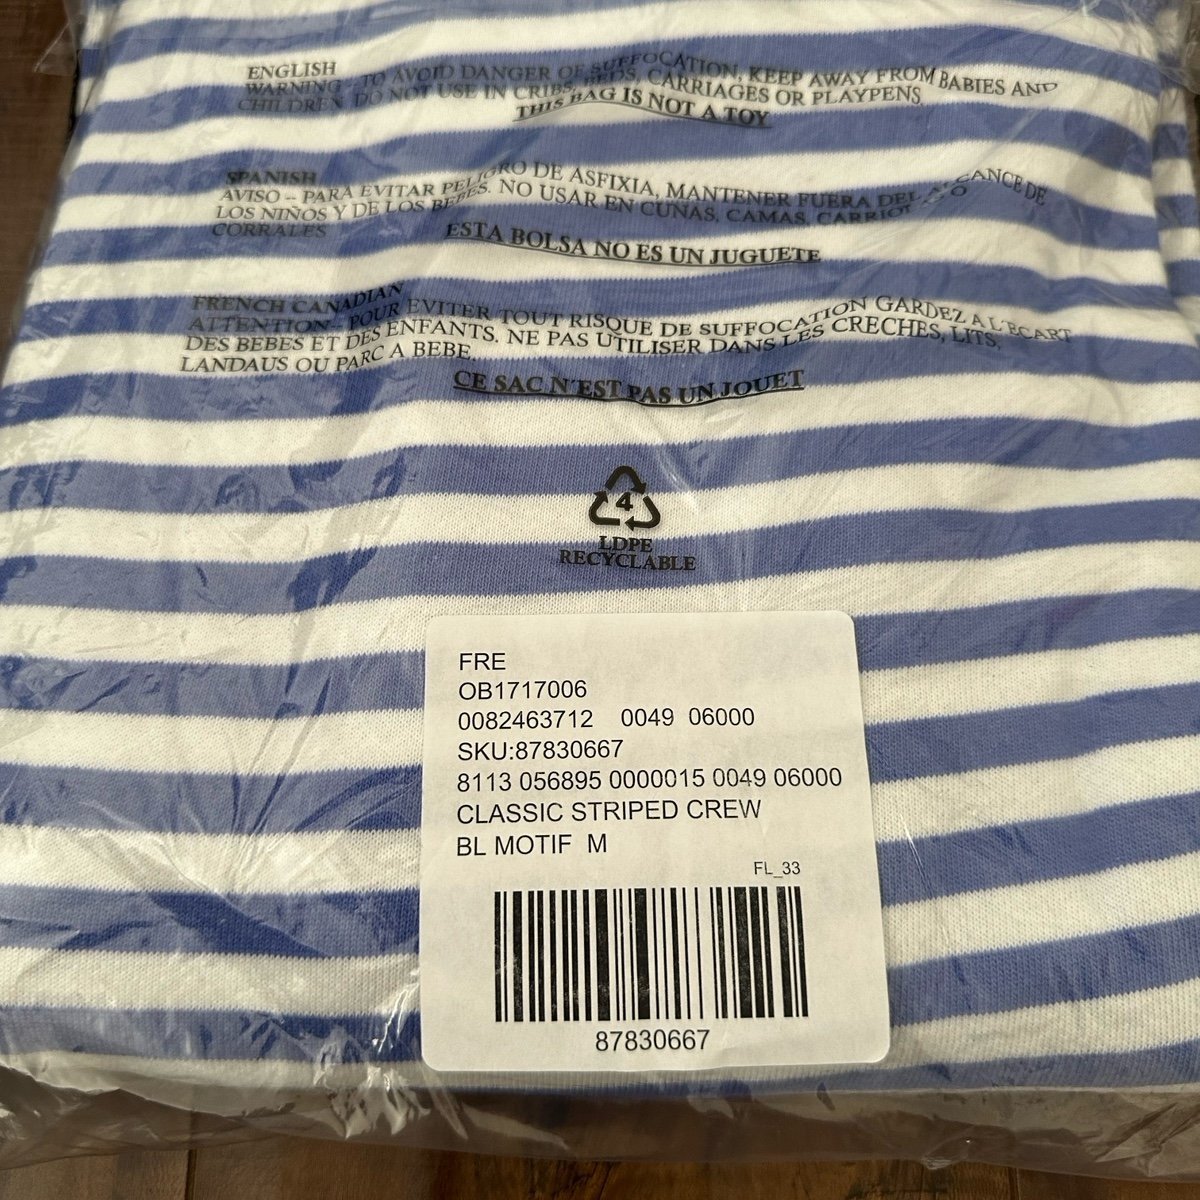 ENGLISH
WARNING - TO AVOID DANGER OF SUFFOCATION, KEEP AWAY FROM BABIES AND
CHILDREN. DO NOT USE IN CRIBS, BEDS, CARRIAGES OR PLAYPENS.
THIS BAG IS NOT A TOY
SPANISH
AVISO – PARA EVITAR PELIGRO DE ASFIXIA, MANTENER FUERA DEL ALCANCE DE
LOS NIÑOS Y DE LOS BEBES. NO USAR EN CUNAS, CAMAS, CARRIOT O
CORRALES
ESTA BOLSA NO ES UN JUGUETE
FRENCH CANADIAN
ATTENTION – POUR EVITER TOUT RISQUE DE SUFFOCATION GARDEZ A L'ECART
DES BEBES ET DES ENFANTS. NE PAS UTILISER DANS LES CRECHES, LITS,
LANDAUS OU PARC A BEBE.
CE SAC N'EST PAS UN JOUET
4
LDPE
RECYCLABLE
FRE
OB1717006
0082463712 0049 06000
SKU:87830667
8113 056895 0000015 0049 06000
CLASSIC STRIPED CREW
BL MOTIF M
FL_33
87830667